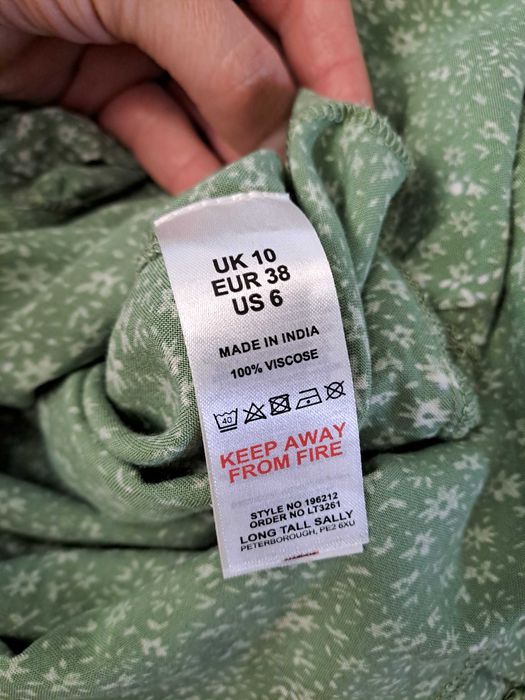 UK 10
EUR 38
US 6
MADE IN INDIA
100% VISCOSE
40
KEEP AWAY
FROM FIRE
STYLE NO 196212
ORDER NO LT3261
LONG TALL SALLY
PETERBOROUGH, PE2 6XU